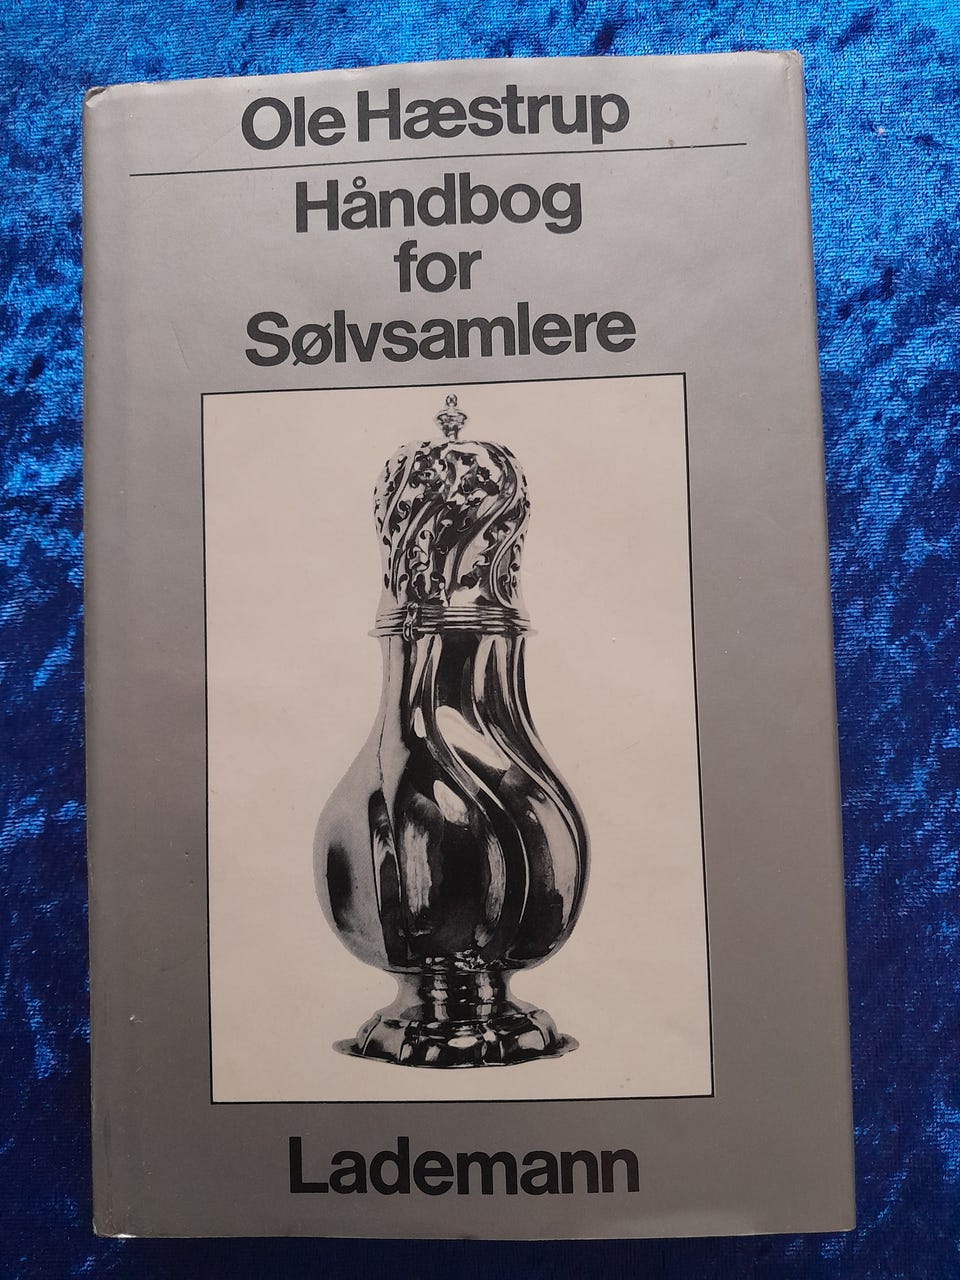 Ole Hæstrup
Håndbog
for
Sølvsamlere
Lademann